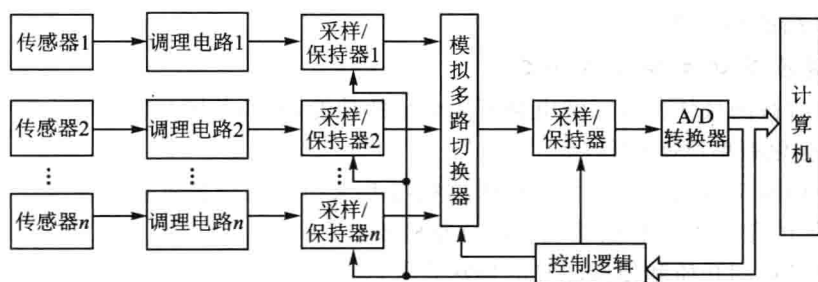 传感器1
调理电路1
采样/
保持器1
模拟多路切换器
采样/
保持器
A/D
转换器
计算机
传感器2
调理电路2
采样/
保持器2
传感器n
调理电路n
采样/
保持器n
控制逻辑